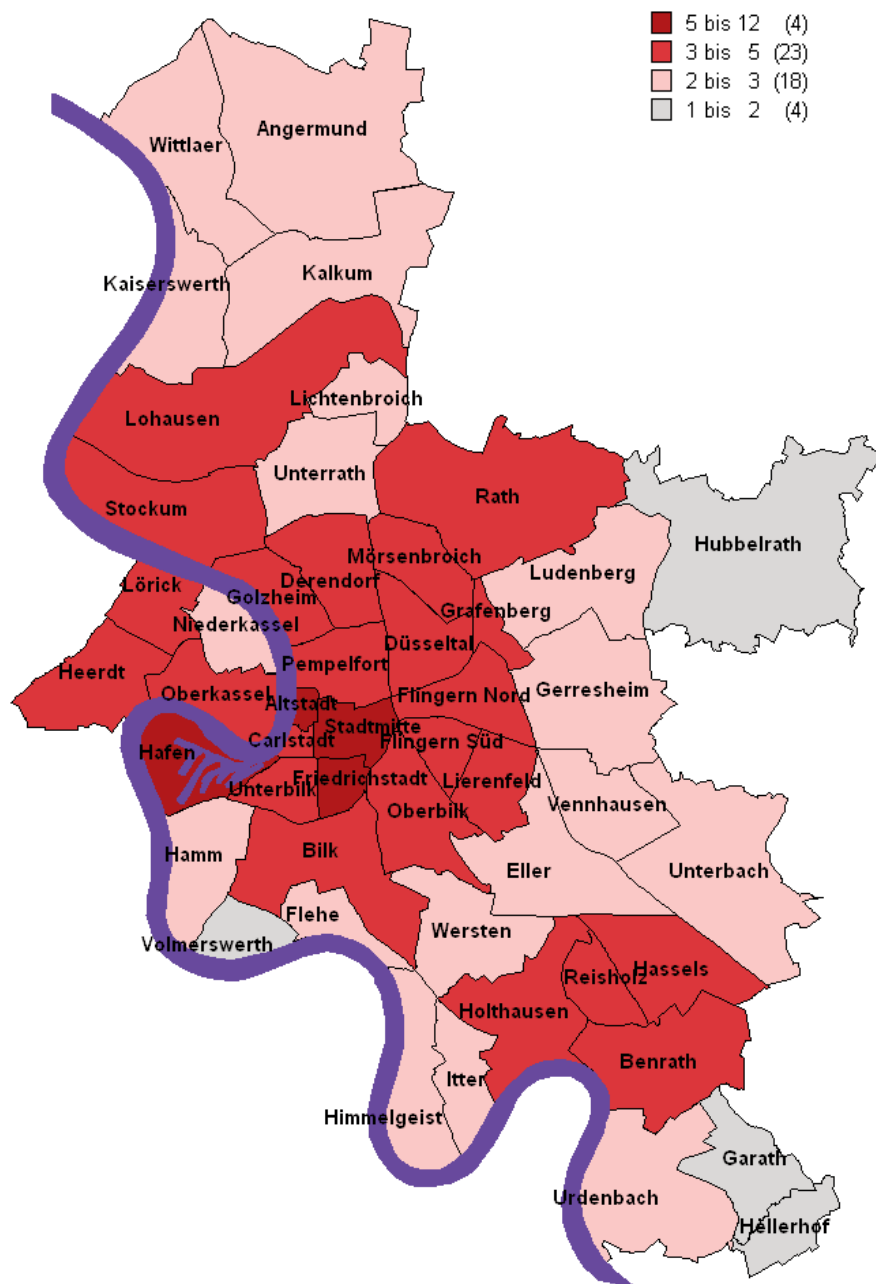 5 bis 12 (4)
3 bis 5 (23)
2 bis 3 (18)
1 bis 2 (4)
Angermund
Wittlaer
Kalkum
Kaiserswerth
Lichtenbroich
Lohausen
Unterrath
Rath
Stockum
Hubbelrath
Mörsenbroich
Ludenberg
Lörick
Derendorf
Golzheim
Grafenberg
Niederkassel
Düsseltal
Pempelfort
Heerdt
Oberkassel
Flingern Nord
Gerresheim
Altstadt
Stadtmitte
Carlstadt
Flingern Süd
Hafen
Friedrichstadt
Lierenfeld
Unterbilk
Vennhausen
Oberbilk
Bilk
Hamm
Eller
Unterbach
Flehe
Wersten
Volmerswerth
Hassels
Reisholz
Holthausen
Benrath
Itter
Himmelgeist
Garath
Urdenbach
Hellerhof